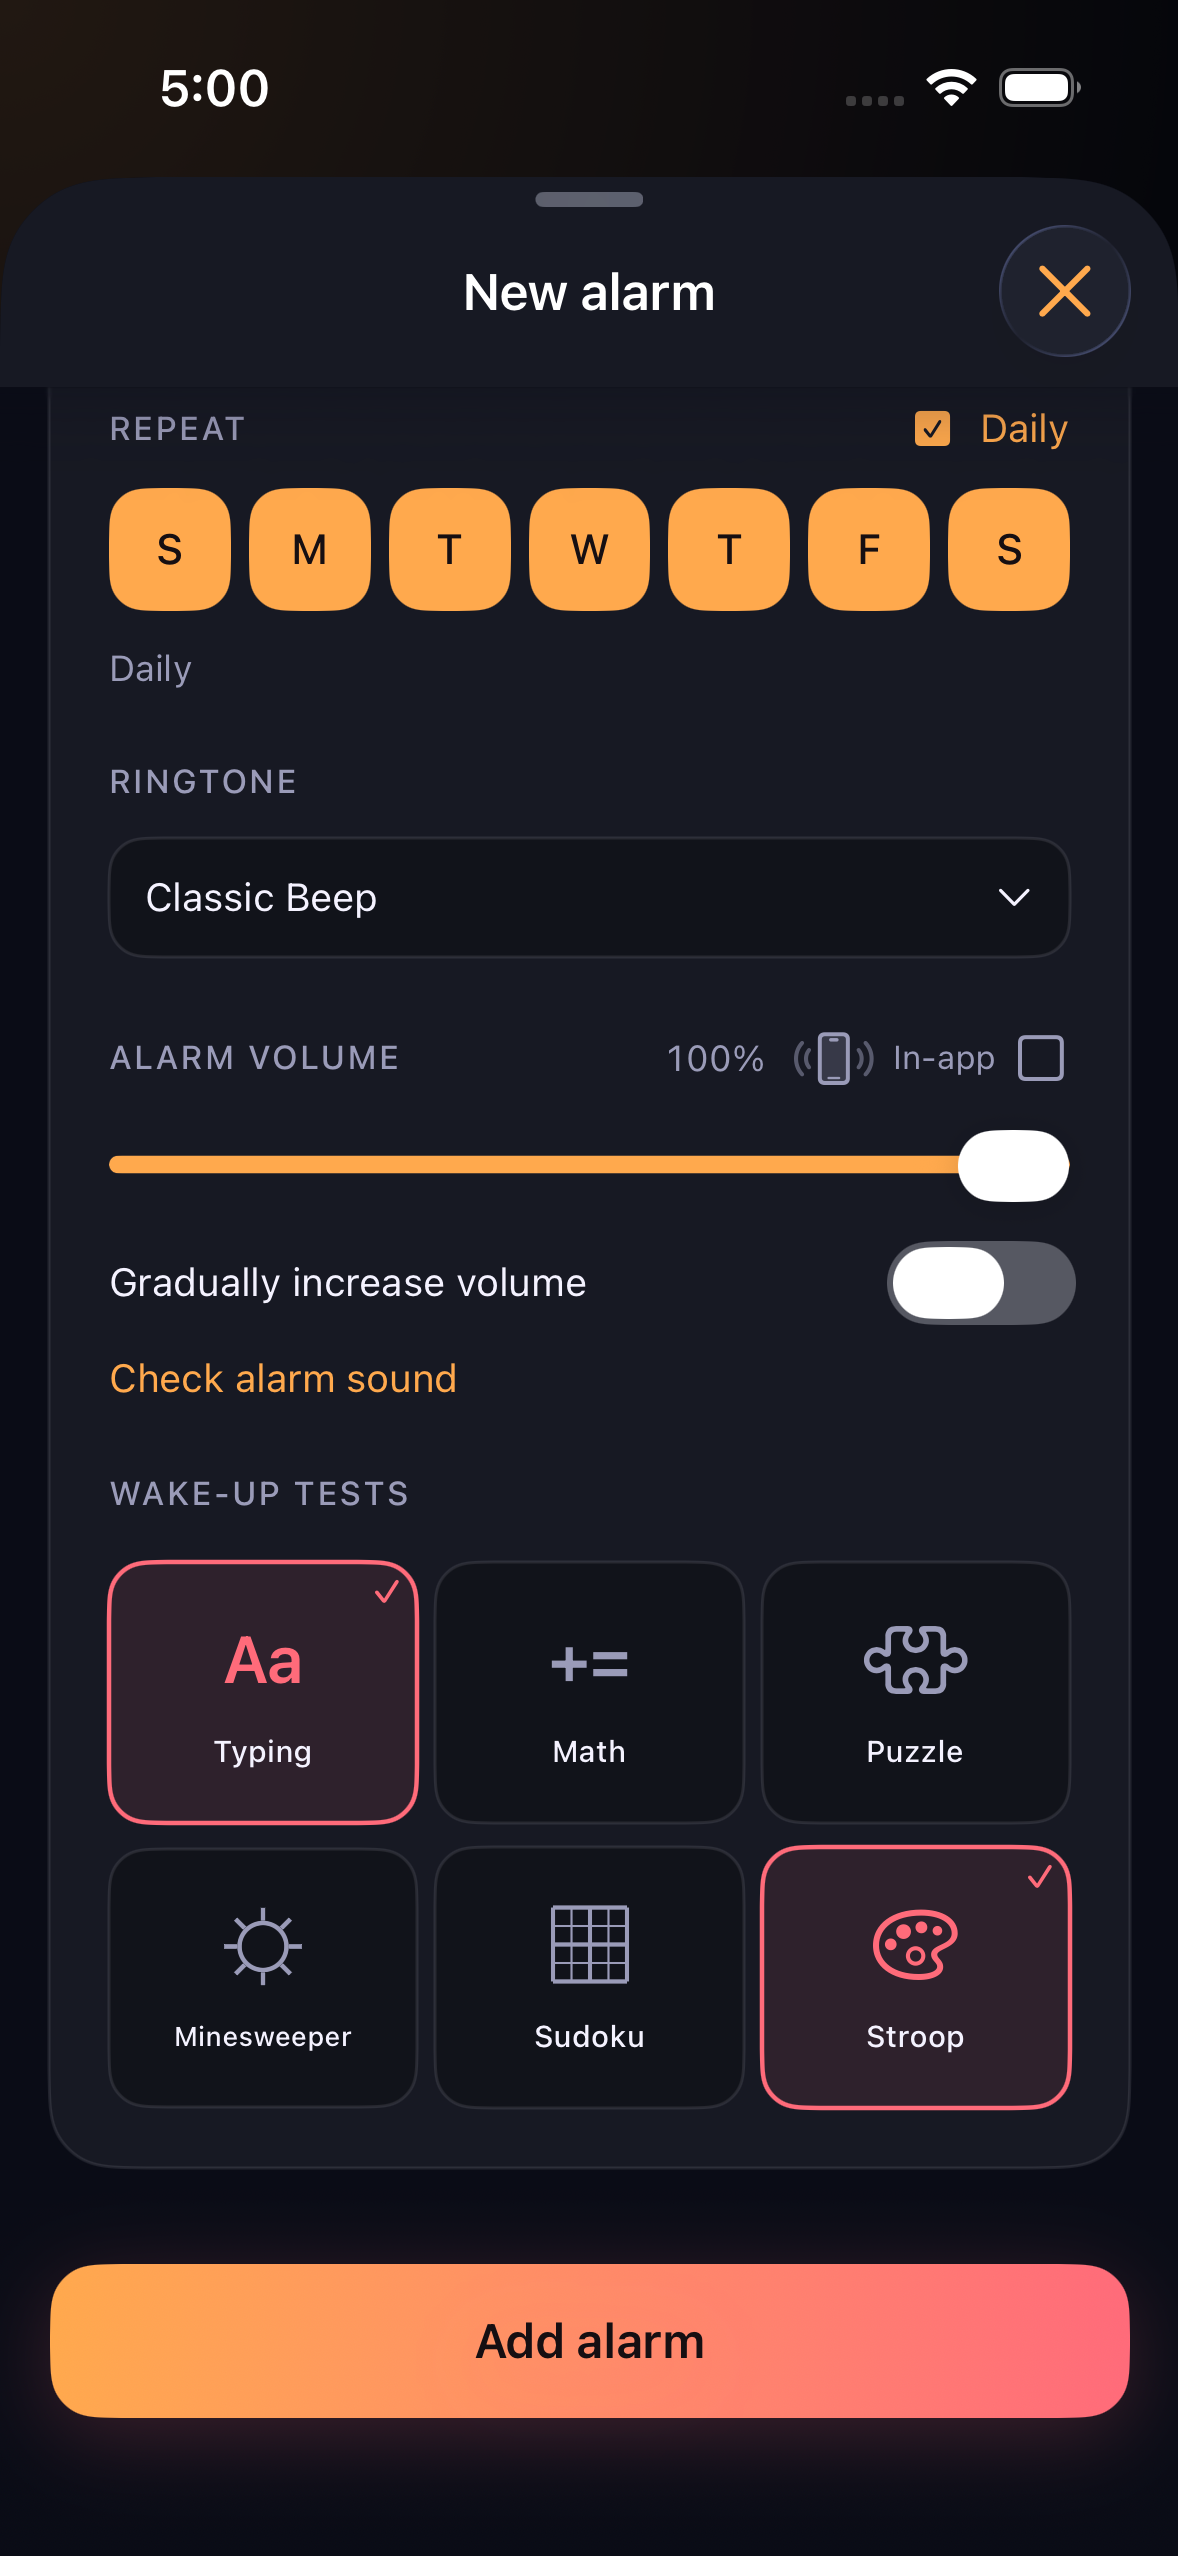 5:00
New alarm
REPEAT
Daily
S M T W T F S
Daily
RINGTONE
Classic Beep
ALARM VOLUME 100% In-app
Gradually increase volume
Check alarm sound
WAKE-UP TESTS
Aa += 
Typing Math Puzzle
Minesweeper Sudoku Stroop
Add alarm